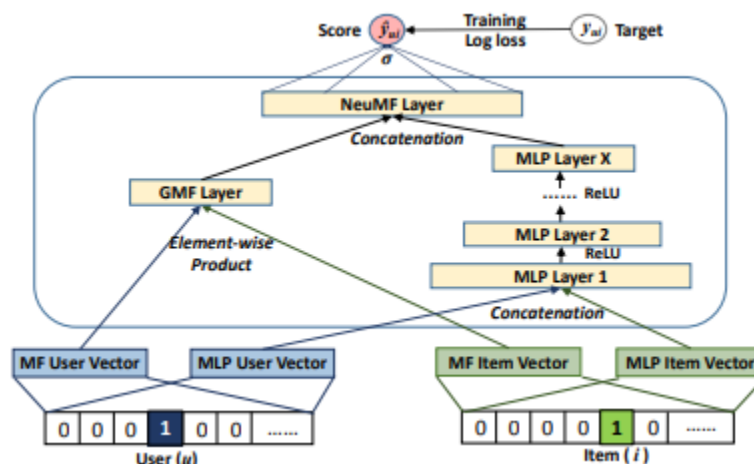 Training
Score ŷui yui Target
Log loss
σ
NeuMF Layer
Concatenation
MLP Layer X
GMF Layer
...... ReLU
Element-wise
Product
MLP Layer 2
ReLU
MLP Layer 1
Concatenation
MF User Vector MLP User Vector MF Item Vector MLP Item Vector
0 0 0 1 0 0 ...... 0 0 0 0 1 0 ......
User (u) Item (i)